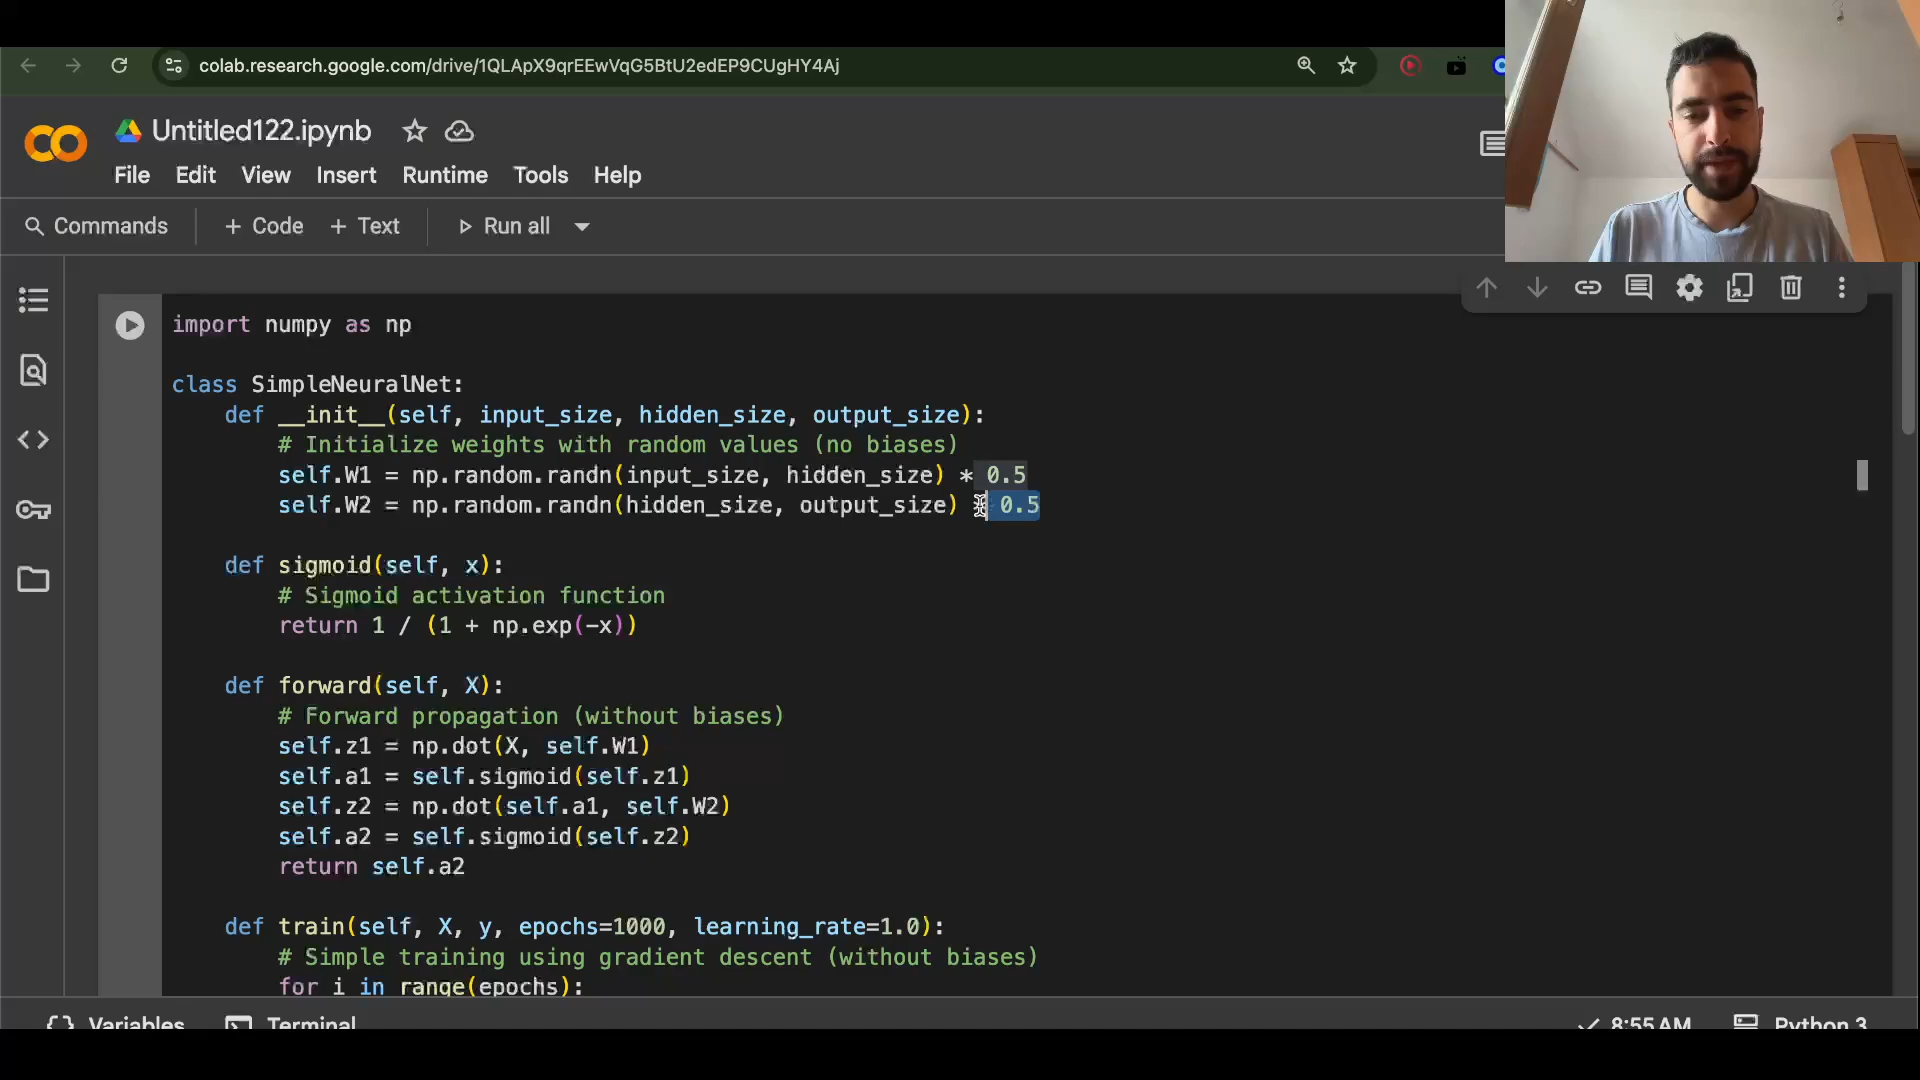 colab.research.google.com/drive/1QLApX9qrEEwVqG5BtU2edEP9CUgHY4Aj
Untitled122.ipynb
File Edit View Insert Runtime Tools Help
Commands + Code + Text Run all
import numpy as np
class SimpleNeuralNet:
def __init__(self, input_size, hidden_size, output_size):
# Initialize weights with random values (no biases)
self.W1 = np.random.randn(input_size, hidden_size) * 0.5
self.W2 = np.random.randn(hidden_size, output_size) * 0.5
def sigmoid(self, x):
# Sigmoid activation function
return 1 / (1 + np.exp(-x))
def forward(self, X):
# Forward propagation (without biases)
self.z1 = np.dot(X, self.W1)
self.a1 = self.sigmoid(self.z1)
self.z2 = np.dot(self.a1, self.W2)
self.a2 = self.sigmoid(self.z2)
return self.a2
def train(self, X, y, epochs=1000, learning_rate=1.0):
# Simple training using gradient descent (without biases)
for i in range(epochs):
Variables Terminal 8:55 AM Python 3